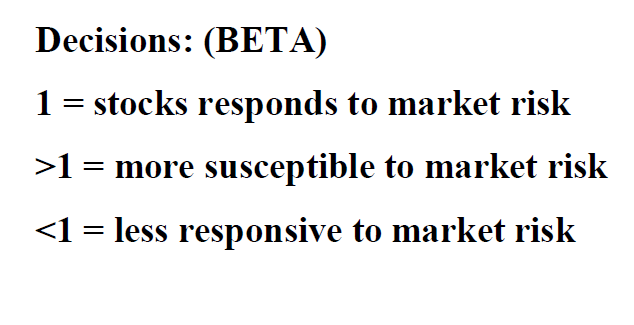 Decisions: (BETA)
1 = stocks responds to market risk
>1 = more susceptible to market risk
<1 = less responsive to market risk